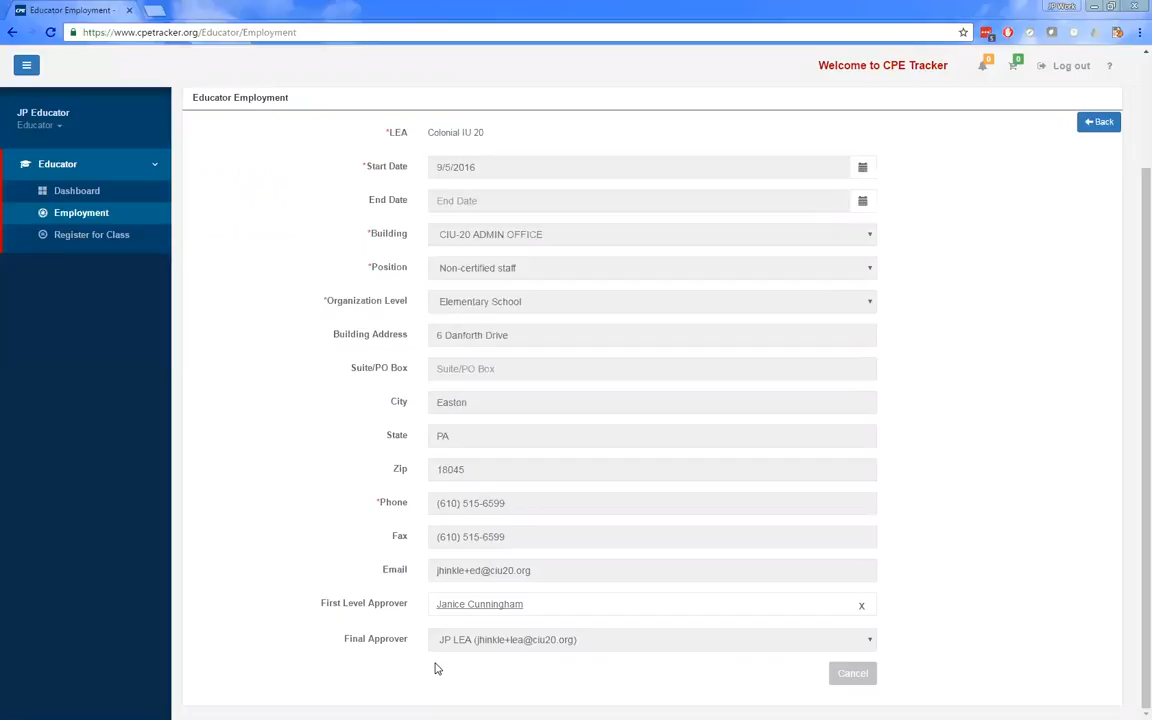 CPE Educator Employment - ×
JP Work
https://www.cpetracker.org/Educator/Employment
Welcome to CPE Tracker 0 0 Log out ?
JP Educator
Educator
Educator
Dashboard
Employment
Register for Class
Educator Employment
Back
*LEA Colonial IU 20
*Start Date 9/5/2016
End Date End Date
*Building CIU-20 ADMIN OFFICE
*Position Non-certified staff
*Organization Level Elementary School
Building Address 6 Danforth Drive
Suite/PO Box Suite/PO Box
City Easton
State PA
Zip 18045
*Phone (610) 515-6599
Fax (610) 515-6599
Email jhinkle+ed@ciu20.org
First Level Approver Janice Cunningham x
Final Approver JP LEA (jhinkle+lea@ciu20.org)
Cancel